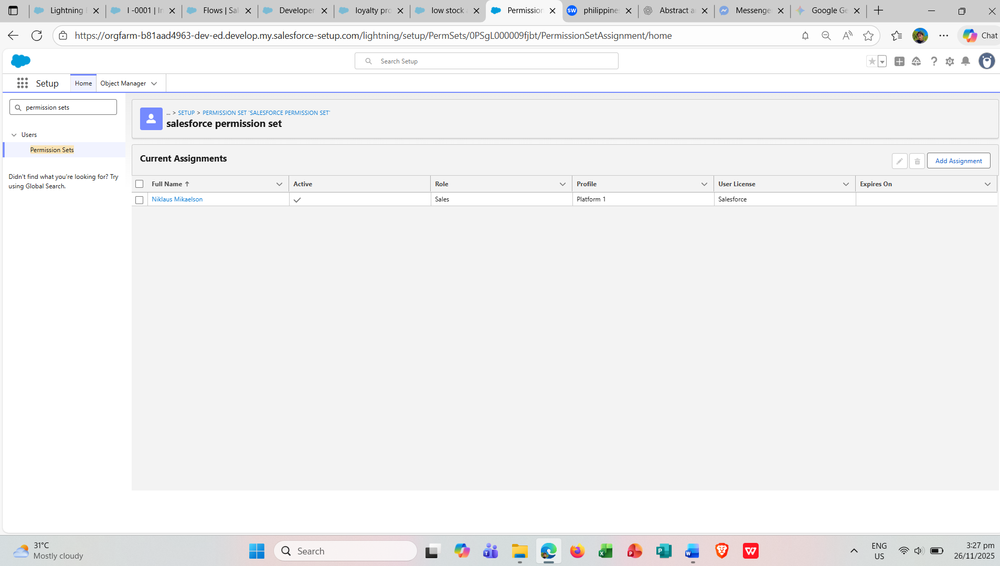 Lightning
I -0001 | In
Flows | Sal
Developer
loyalty pro
low stock a
Permission
SW
philippines
Abstract a
Messenge
Google Ge
https://orgfarm-b81aad4963-dev-ed.develop.my.salesforce-setup.com/lightning/setup/PermSets/0PSgL000009fjbt/PermissionSetAssignment/home
Chat
Search Setup
Setup
Home
Object Manager
permission sets
Users
Permission Sets
Didn't find what you're looking for? Try
using Global Search.
... > SETUP > PERMISSION SET 'SALESFORCE PERMISSION SET'
salesforce permission set
Current Assignments
Add Assignment
Full Name
Active
Role
Profile
User License
Expires On
Niklaus Mikaelson
Sales
Platform 1
Salesforce
31°C
Mostly cloudy
Search
ENG
US
3:27 pm
26/11/2025